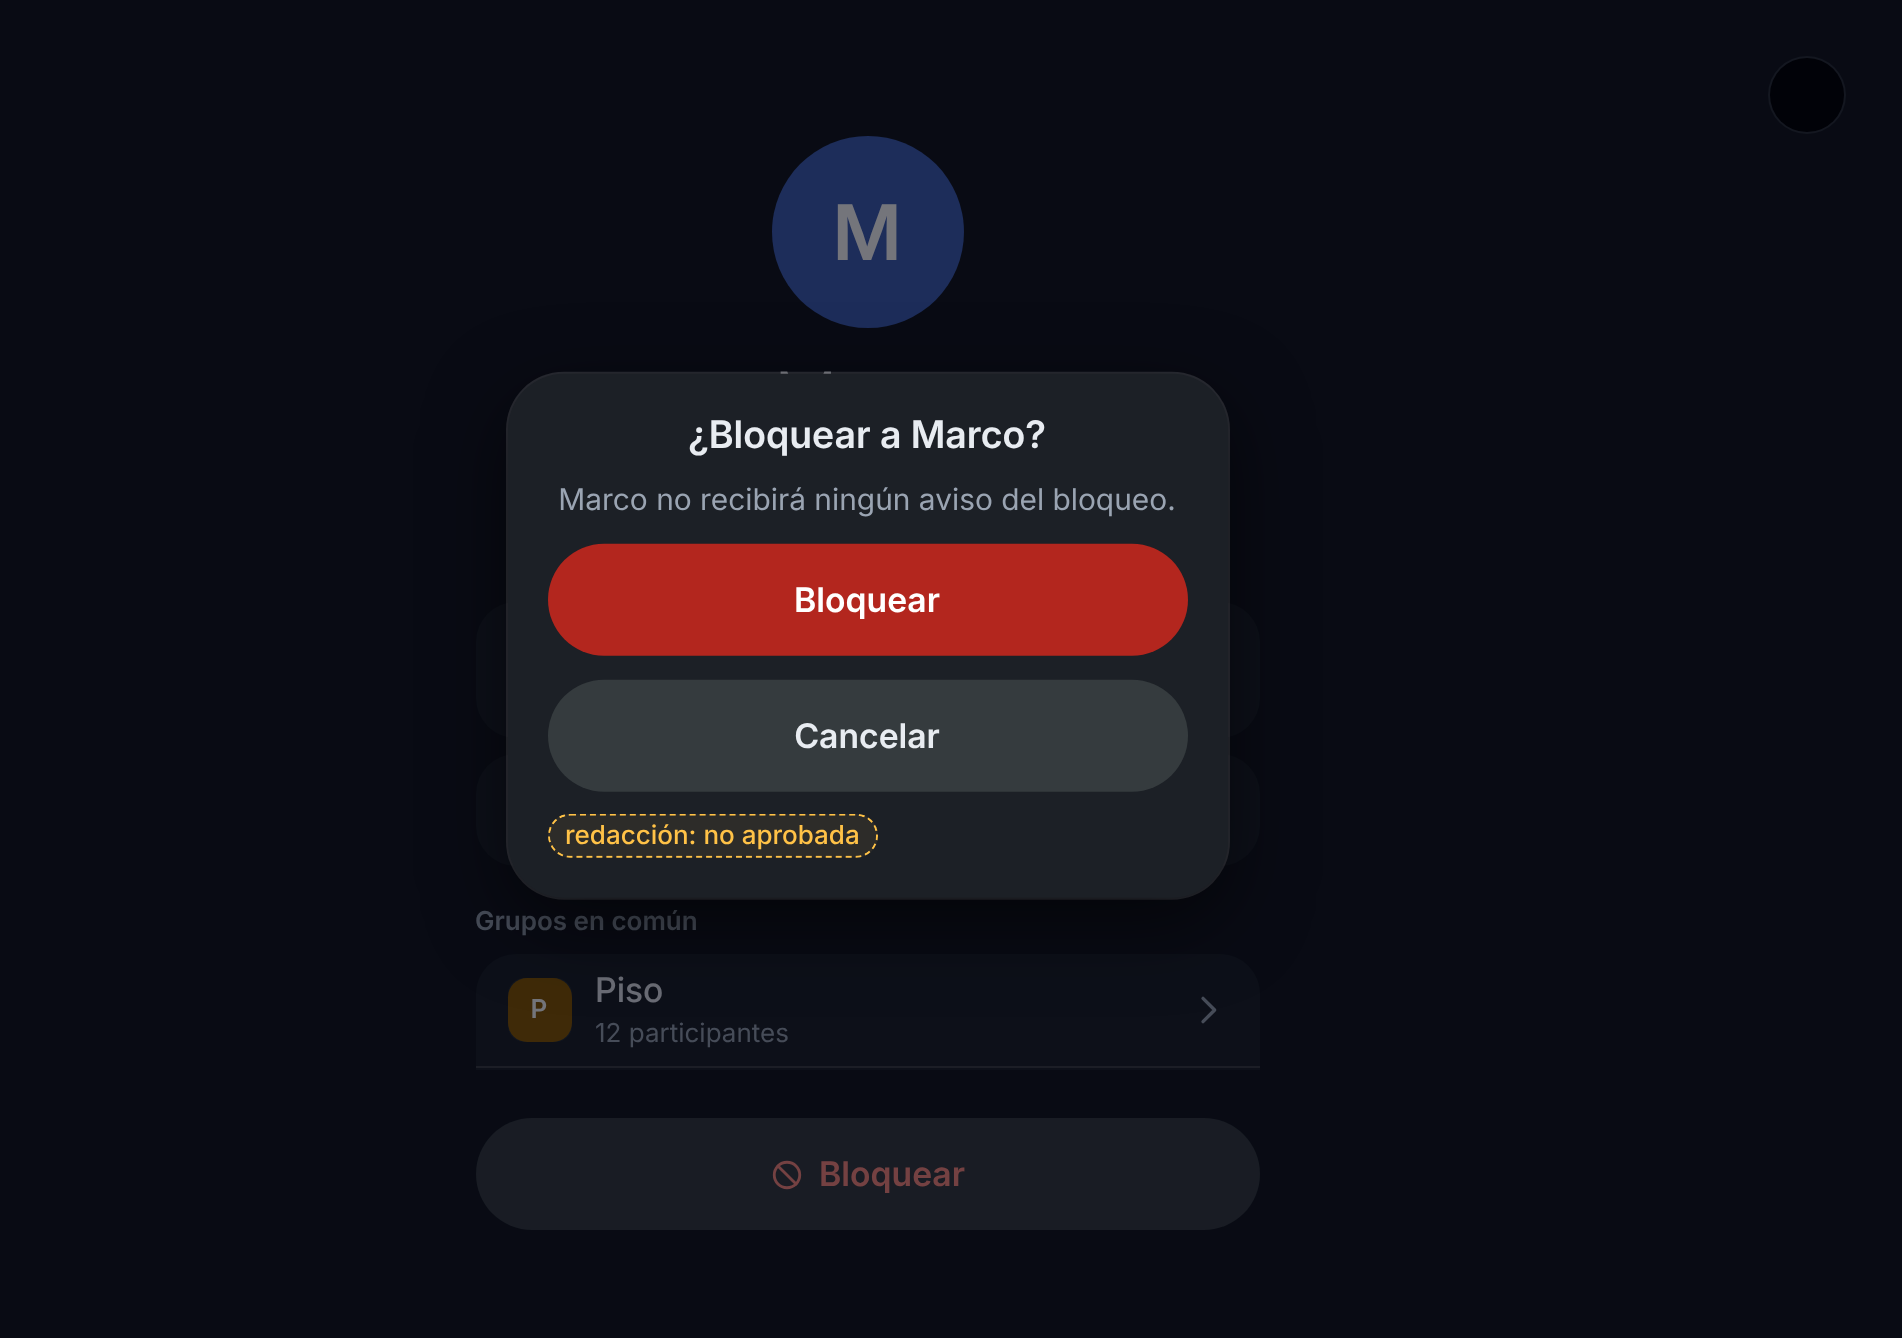 M
¿Bloquear a Marco?
Marco no recibirá ningún aviso del bloqueo.
Bloquear
Cancelar
redacción: no aprobada
Grupos en común
P
Piso
12 participantes
Bloquear